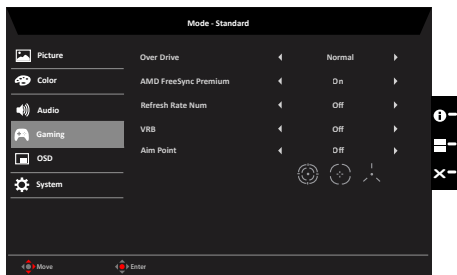 Mode - Standard
Picture
Color
Audio
Gaming
OSD
System
Over Drive Normal
AMD FreeSync Premium On
Refresh Rate Num Off
VRB Off
Aim Point Off
Move Enter